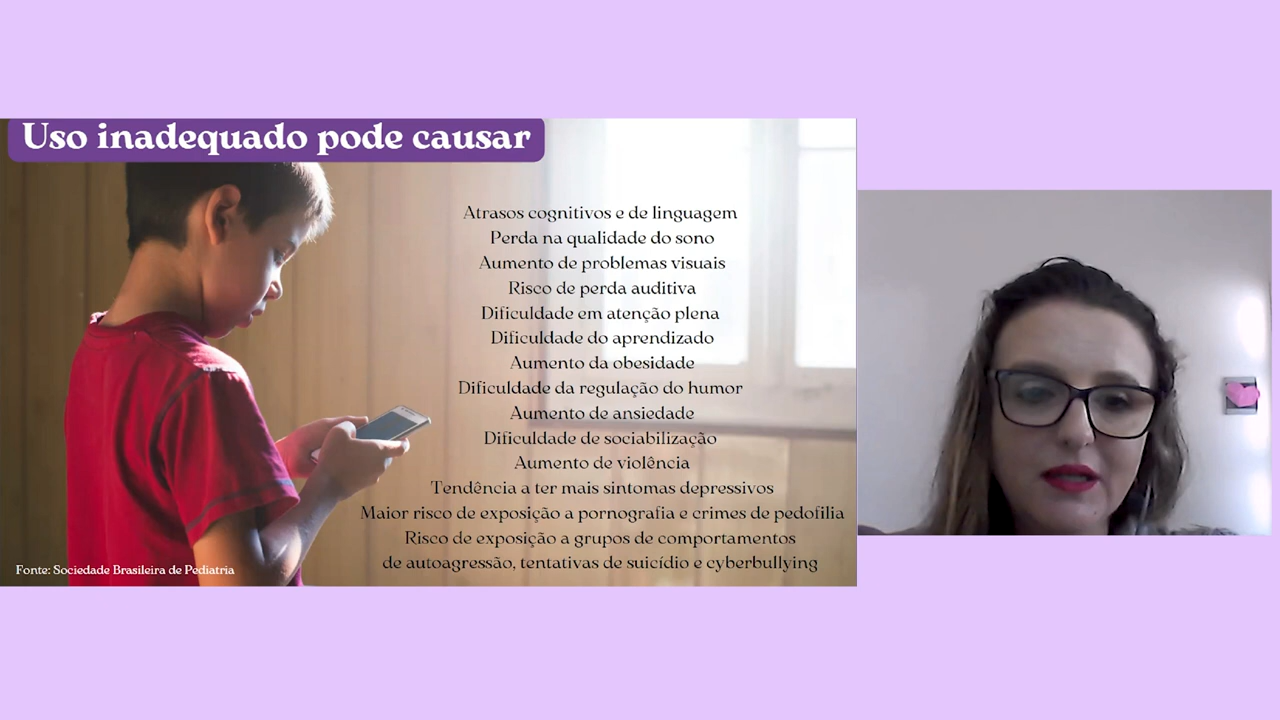 Uso inadequado pode causar
Atrasos cognitivos e de linguagem
Perda na qualidade do sono
Aumento de problemas visuais
Risco de perda auditiva
Dificuldade em atenção plena
Dificuldade do aprendizado
Aumento da obesidade
Dificuldade da regulação do humor
Aumento de ansiedade
Dificuldade de sociabilização
Aumento de violência
Tendência a ter mais sintomas depressivos
Maior risco de exposição a pornografia e crimes de pedofilia
Risco de exposição a grupos de comportamentos
de autoagressão, tentativas de suicídio e cyberbullying
Fonte: Sociedade Brasileira de Pediatria